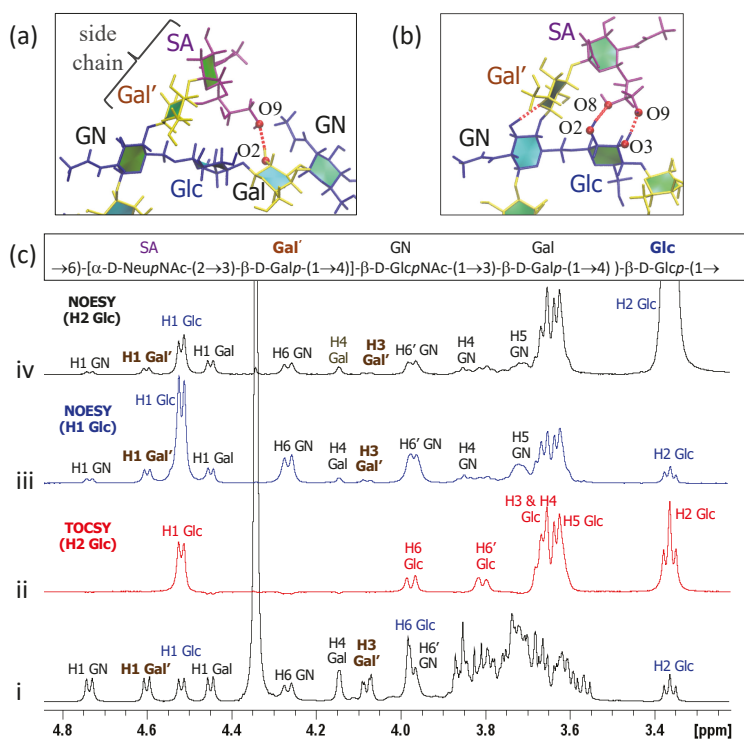 (a)
side
chain
SA
Gal′
O9
GN
GN
O2
Glc
Gal
(b)
SA
Gal′
O8
O9
GN
O2
O3
Glc
(c)
SA Gal′ GN Gal Glc
→6)-[α-D-NeupNAc-(2→3)-β-D-Galp-(1→4)]-β-D-GlcpNAc-(1→3)-β-D-Galp-(1→4) )-β-D-Glcp-(1→
NOESY
(H2 Glc)
H1 GN
H1 Gal′
H1 Glc
H1 Gal
H6 GN
H4
Gal
H3
Gal′
H6′ GN
H4
GN
H5
GN
H2 Glc
iv
NOESY
(H1 Glc)
H1 GN
H1 Gal′
H1 Glc
H1 Gal
H6 GN
H4
Gal
H3
Gal′
H6′ GN
H4
GN
H5
GN
H2 Glc
iii
TOCSY
(H2 Glc)
H1 Glc
H6
Glc
H6′
Glc
H3 & H4
Glc
H5 Glc
H2 Glc
ii
H1 GN
H1 Gal′
H1 Glc
H1 Gal
H6 GN
H4
Gal
H3
Gal′
H6 Glc
H6′
GN
H2 Glc
i
4.8 4.6 4.4 4.2 4.0 3.8 3.6 3.4 [ppm]